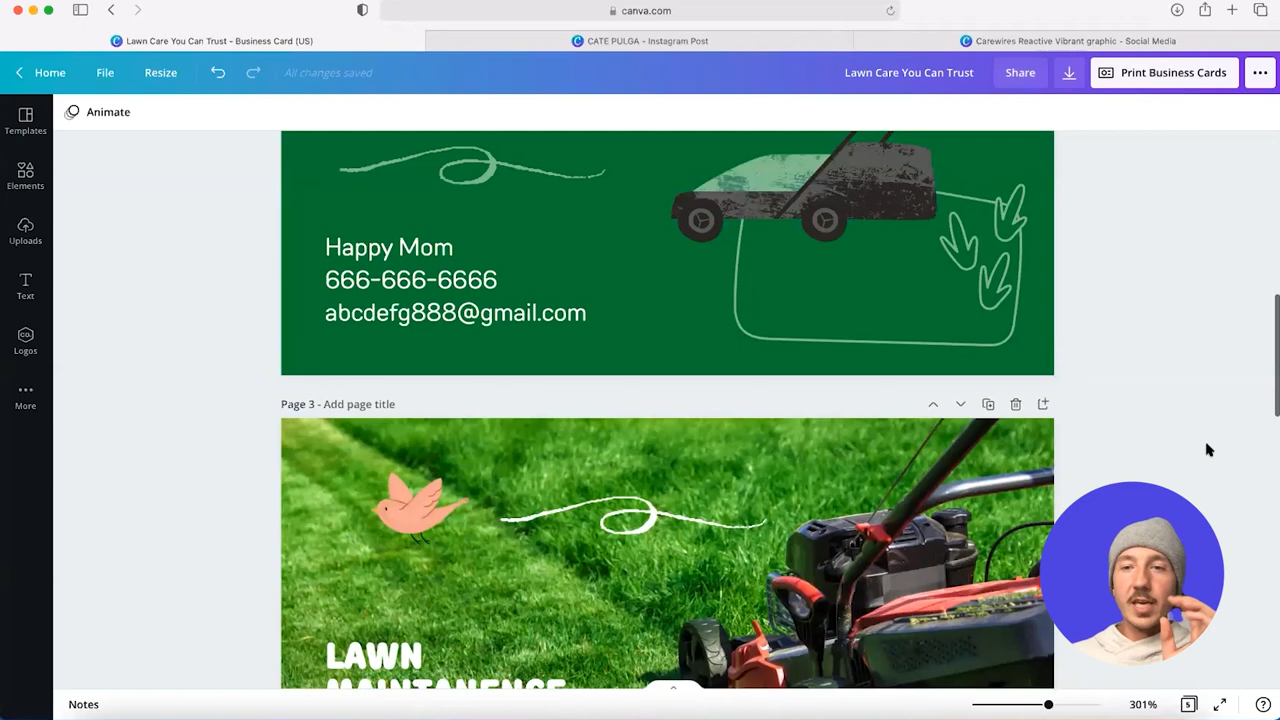 canva.com
Lawn Care You Can Trust - Business Card (US)
CATE PULGA - Instagram Post
Carewires Reactive Vibrant graphic - Social Media
Home
File
Resize
All changes saved
Lawn Care You Can Trust
Share
Print Business Cards
Templates
Animate
Elements
Uploads
Text
Logos
CO.
More
Happy Mom
666-666-6666
abcdefg888@gmail.com
Page 3 - Add page title
LAWN
MAINTANENCE
Notes
301%
5
?